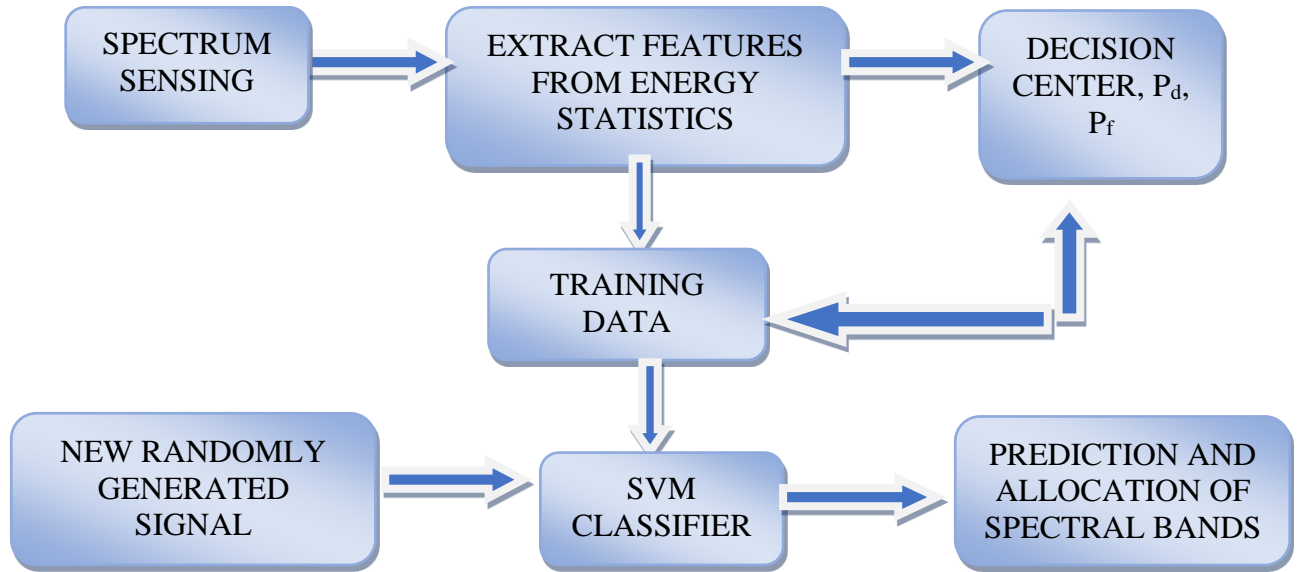 SPECTRUM
SENSING
EXTRACT FEATURES
FROM ENERGY
STATISTICS
DECISION
CENTER, Pd,
Pf
TRAINING
DATA
NEW RANDOMLY
GENERATED
SIGNAL
SVM
CLASSIFIER
PREDICTION AND
ALLOCATION OF
SPECTRAL BANDS